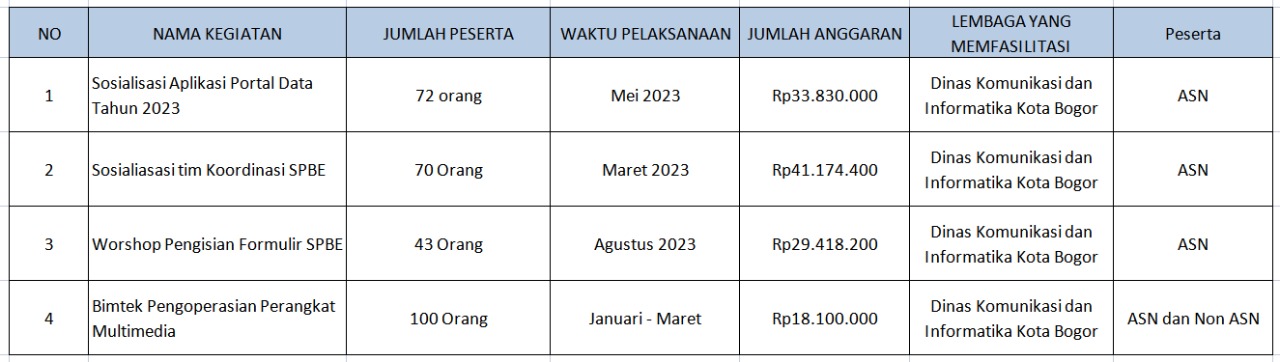 NO NAMA KEGIATAN JUMLAH PESERTA WAKTU PELAKSANAAN JUMLAH ANGGARAN LEMBAGA YANG MEMFASILITASI Peserta
1 Sosialisasi Aplikasi Portal Data Tahun 2023 72 orang Mei 2023 Rp33.830.000 Dinas Komunikasi dan Informatika Kota Bogor ASN
2 Sosialiasasi tim Koordinasi SPBE 70 Orang Maret 2023 Rp41.174.400 Dinas Komunikasi dan Informatika Kota Bogor ASN
3 Worshop Pengisian Formulir SPBE 43 Orang Agustus 2023 Rp29.418.200 Dinas Komunikasi dan Informatika Kota Bogor ASN
4 Bimtek Pengoperasian Perangkat Multimedia 100 Orang Januari - Maret Rp18.100.000 Dinas Komunikasi dan Informatika Kota Bogor ASN dan Non ASN